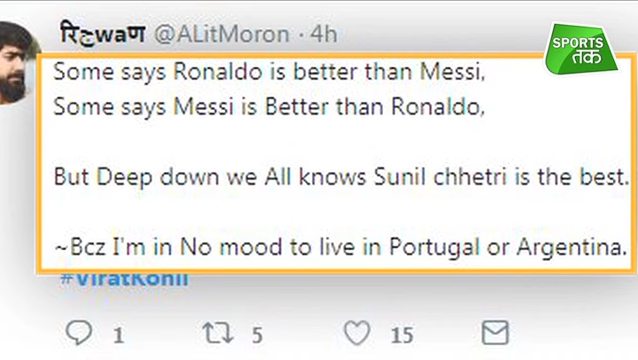 रिج़waण @ALitMoron · 4h
SPORTS
तक
Some says Ronaldo is better than Messi,
Some says Messi is Better than Ronaldo,
But Deep down we All knows Sunil chhetri is the best.
~Bcz I'm in No mood to live in Portugal or Argentina.
#ViratKohli
1 5 15